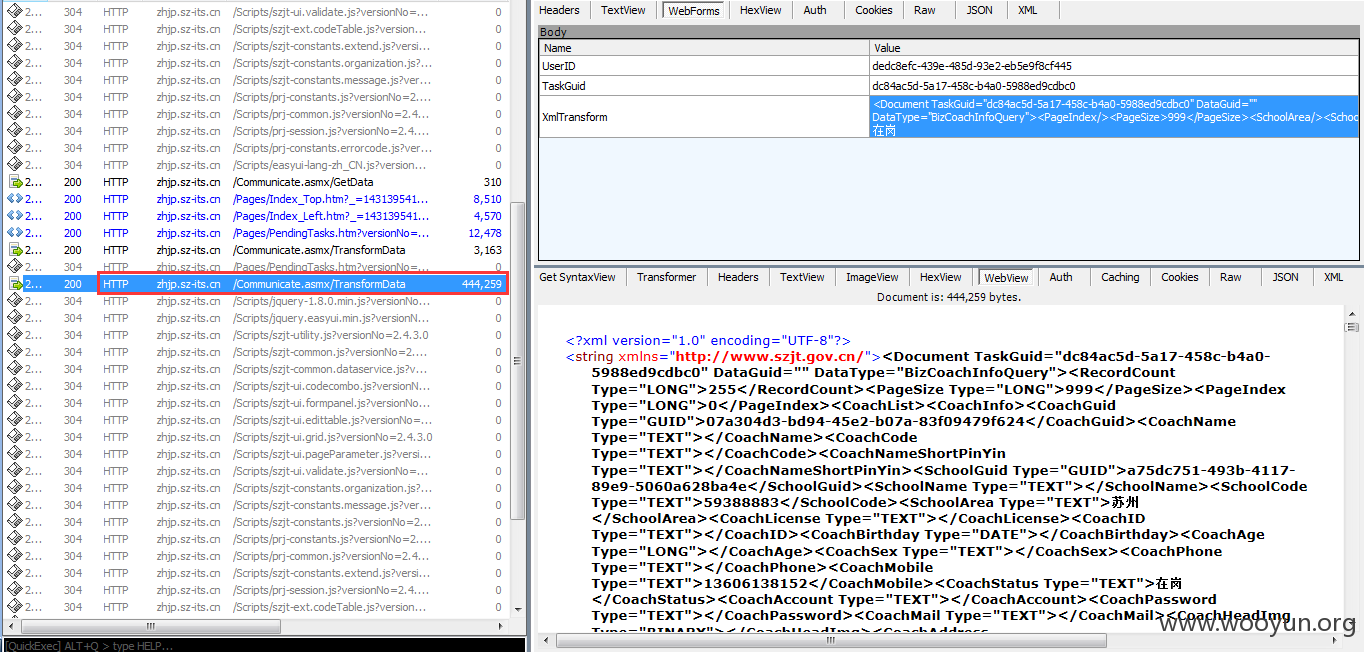 2... 304 HTTP zhjp.sz-its.cn /Scripts/szjt-ui.validate.js?versionNo=... 0
2... 304 HTTP zhjp.sz-its.cn /Scripts/szjt-ext.codeTable.js?version... 0
2... 304 HTTP zhjp.sz-its.cn /Scripts/szjt-constants.extend.js?versi... 0
2... 304 HTTP zhjp.sz-its.cn /Scripts/szjt-constants.organization.js?... 0
2... 304 HTTP zhjp.sz-its.cn /Scripts/szjt-constants.message.js?ver... 0
2... 304 HTTP zhjp.sz-its.cn /Scripts/prj-constants.js?versionNo=2.... 0
2... 304 HTTP zhjp.sz-its.cn /Scripts/prj-common.js?versionNo=2.4... 0
2... 304 HTTP zhjp.sz-its.cn /Scripts/prj-session.js?versionNo=2.4.... 0
2... 304 HTTP zhjp.sz-its.cn /Scripts/prj-constants.errorcode.js?ver... 0
2... 304 HTTP zhjp.sz-its.cn /Scripts/easyui-lang-zh_CN.js?version... 0
2... 200 HTTP zhjp.sz-its.cn /Communicate.asmx/GetData 310
2... 200 HTTP zhjp.sz-its.cn /Pages/Index_Top.htm?_=143139541... 8,510
2... 200 HTTP zhjp.sz-its.cn /Pages/Index_Left.htm?_=143139541... 4,570
2... 200 HTTP zhjp.sz-its.cn /Pages/PendingTasks.htm?versionNo=... 12,478
2... 200 HTTP zhjp.sz-its.cn /Communicate.asmx/TransformData 3,163
2... 304 HTTP zhjp.sz-its.cn /Pages/PendingTasks.htm?versionNo=... 0
2... 200 HTTP zhjp.sz-its.cn /Communicate.asmx/TransformData 444,259
2... 304 HTTP zhjp.sz-its.cn /Scripts/jquery-1.8.0.min.js?versionNo... 0
2... 304 HTTP zhjp.sz-its.cn /Scripts/jquery.easyui.min.js?versionN... 0
2... 304 HTTP zhjp.sz-its.cn /Scripts/szjt-utility.js?versionNo=2.4.3.0 0
2... 304 HTTP zhjp.sz-its.cn /Scripts/szjt-common.js?versionNo=2.... 0
2... 304 HTTP zhjp.sz-its.cn /Scripts/szjt-common.dataservice.js?v... 0
2... 304 HTTP zhjp.sz-its.cn /Scripts/szjt-ui.codecombo.js?version... 0
2... 304 HTTP zhjp.sz-its.cn /Scripts/szjt-ui.formpanel.js?versionN... 0
2... 304 HTTP zhjp.sz-its.cn /Scripts/szjt-ui.edittable.js?versionNo=... 0
2... 304 HTTP zhjp.sz-its.cn /Scripts/szjt-ui.grid.js?versionNo=2.4.3.0 0
2... 304 HTTP zhjp.sz-its.cn /Scripts/szjt-ui.pageParameter.js?versi... 0
2... 304 HTTP zhjp.sz-its.cn /Scripts/szjt-ui.validate.js?versionNo=... 0
2... 304 HTTP zhjp.sz-its.cn /Scripts/szjt-constants.organization.js?... 0
2... 304 HTTP zhjp.sz-its.cn /Scripts/szjt-constants.message.js?ver... 0
2... 304 HTTP zhjp.sz-its.cn /Scripts/szjt-constants.js?versionNo=2... 0
2... 304 HTTP zhjp.sz-its.cn /Scripts/prj-constants.js?versionNo=2.... 0
2... 304 HTTP zhjp.sz-its.cn /Scripts/prj-common.js?versionNo=2.4... 0
2... 304 HTTP zhjp.sz-its.cn /Scripts/szjt-constants.extend.js?versi... 0
2... 304 HTTP zhjp.sz-its.cn /Scripts/prj-session.js?versionNo=2.4.... 0
2... 304 HTTP zhjp.sz-its.cn /Scripts/szjt-ext.codeTable.js?version... 0
[QuickExec] ALT+Q > type HELP...
Headers TextView WebForms HexView Auth Cookies Raw JSON XML
Body
Name Value
UserID dedc8efc-439e-485d-93e2-eb5e9f8cf445
TaskGuid dc84ac5d-5a17-458c-b4a0-5988ed9cdbc0
<Document TaskGuid="dc84ac5d-5a17-458c-b4a0-5988ed9cdbc0" DataGuid=""
XmlTransform DataType="BizCoachInfoQuery"><PageIndex/><PageSize>999</PageSize><SchoolArea/><Schoo
在岗
Get SyntaxView Transformer Headers TextView ImageView HexView WebView Auth Caching Cookies Raw JSON XML
Document is: 444,259 bytes.
<?xml version="1.0" encoding="UTF-8"?>
<string xmlns="http://www.szjt.gov.cn/"><Document TaskGuid="dc84ac5d-5a17-458c-b4a0-
5988ed9cdbc0" DataGuid="" DataType="BizCoachInfoQuery"><RecordCount
Type="LONG">255</RecordCount><PageSize Type="LONG">999</PageSize><PageIndex
Type="LONG">0</PageIndex><CoachList><CoachInfo><CoachGuid
Type="GUID">07a304d3-bd94-45e2-b07a-83f09479f624</CoachGuid><CoachName
Type="TEXT"></CoachName><CoachCode
Type="TEXT"></CoachCode><CoachNameShortPinYin
Type="TEXT"></CoachNameShortPinYin><SchoolGuid Type="GUID">a75dc751-493b-4117-
89e9-5060a628ba4e</SchoolGuid><SchoolName Type="TEXT"></SchoolName><SchoolCode
Type="TEXT">59388883</SchoolCode><SchoolArea Type="TEXT">苏州
</SchoolArea><CoachLicense Type="TEXT"></CoachLicense><CoachID
Type="TEXT"></CoachID><CoachBirthday Type="DATE"></CoachBirthday><CoachAge
Type="LONG"></CoachAge><CoachSex Type="TEXT"></CoachSex><CoachPhone
Type="TEXT"></CoachPhone><CoachMobile
Type="TEXT">13606138152</CoachMobile><CoachStatus Type="TEXT">在岗
</CoachStatus><CoachAccount Type="TEXT"></CoachAccount><CoachPassword
Type="TEXT"></CoachPassword><CoachMail Type="TEXT"></CoachMail><CoachHeadImg
Type="BINARY"></CoachHeadImg><CoachAddress
www.wooyun.org